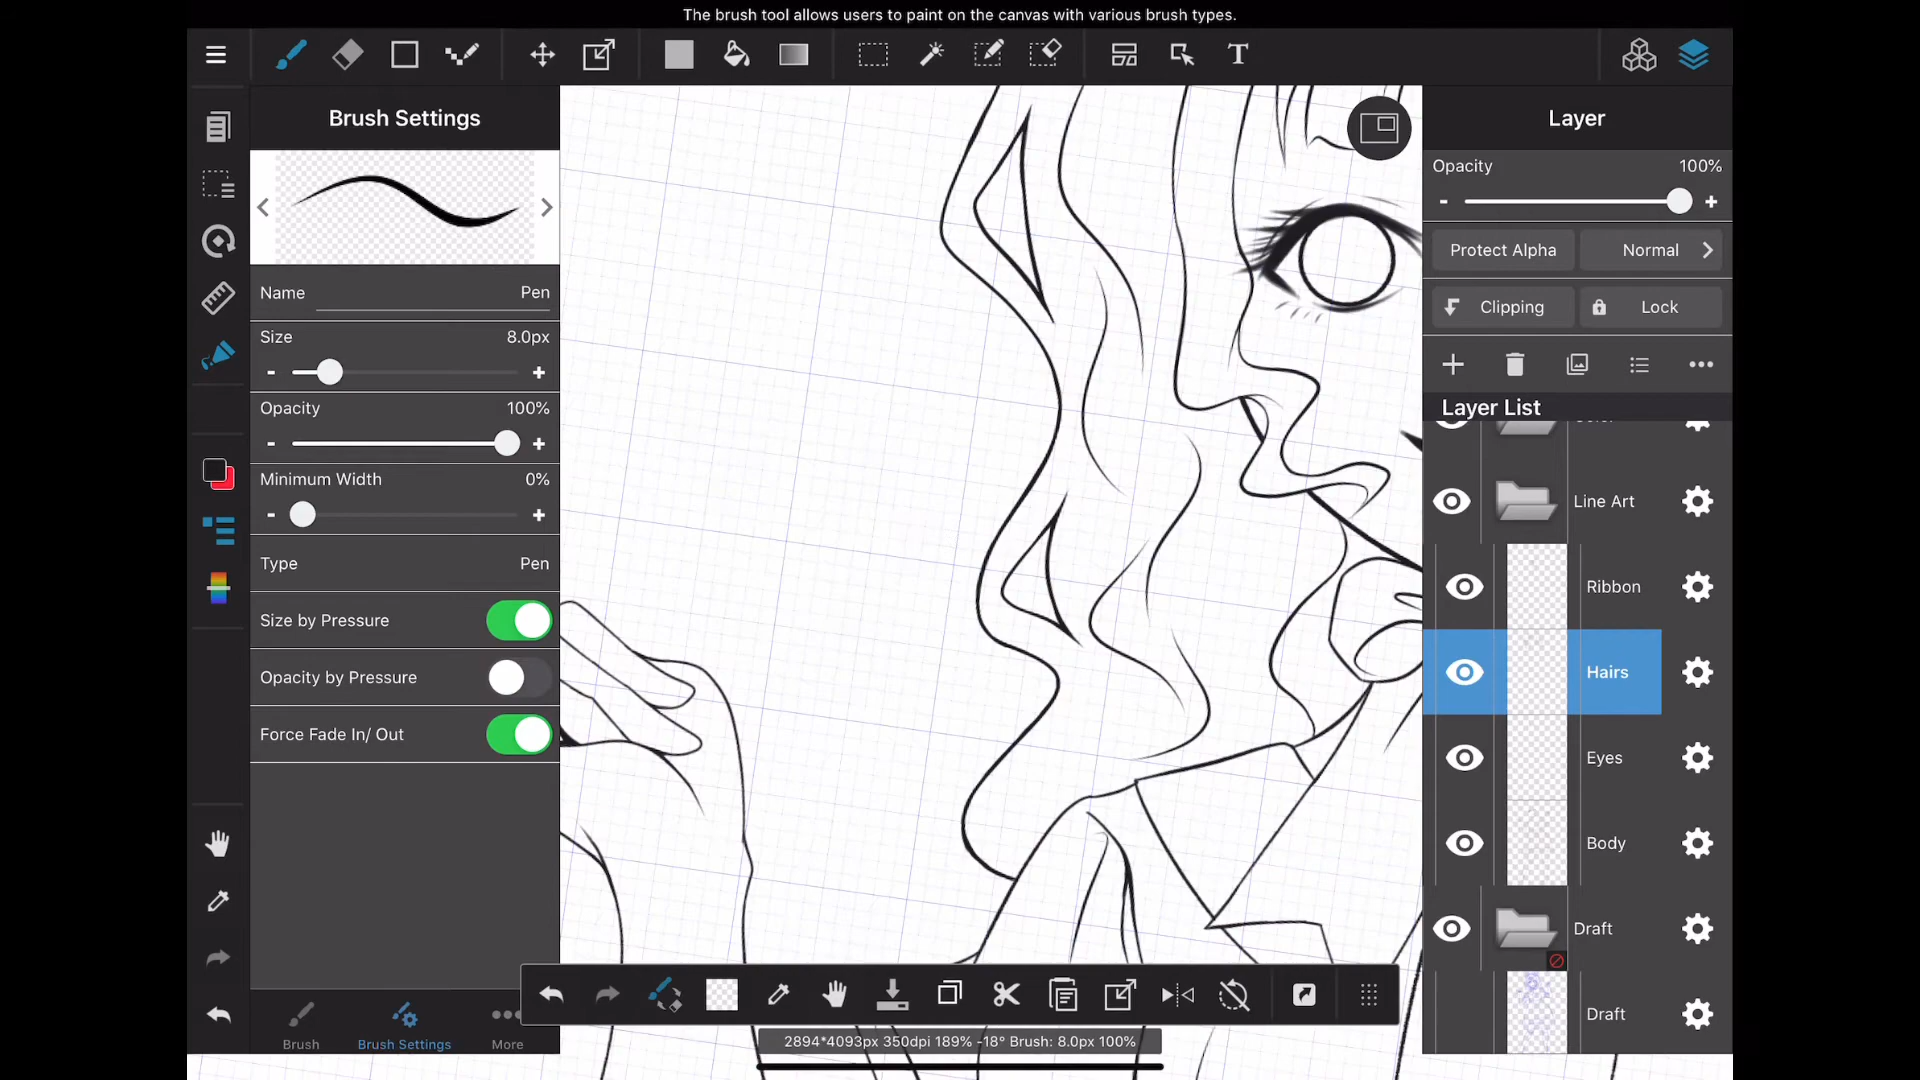 The brush tool allows users to paint on the canvas with various brush types.
T
Brush Settings
Name Pen
Size 8.0px
- +
Opacity 100%
- +
Minimum Width 0%
- +
Type Pen
Size by Pressure
Opacity by Pressure
Force Fade In/ Out
Brush
Brush Settings
More
2894*4093px 350dpi 189% -18° Brush: 8.0px 100%
Layer
Opacity 100%
- +
Protect Alpha Normal
Clipping Lock
Layer List
Line Art
Ribbon
Hairs
Eyes
Body
Draft
Draft